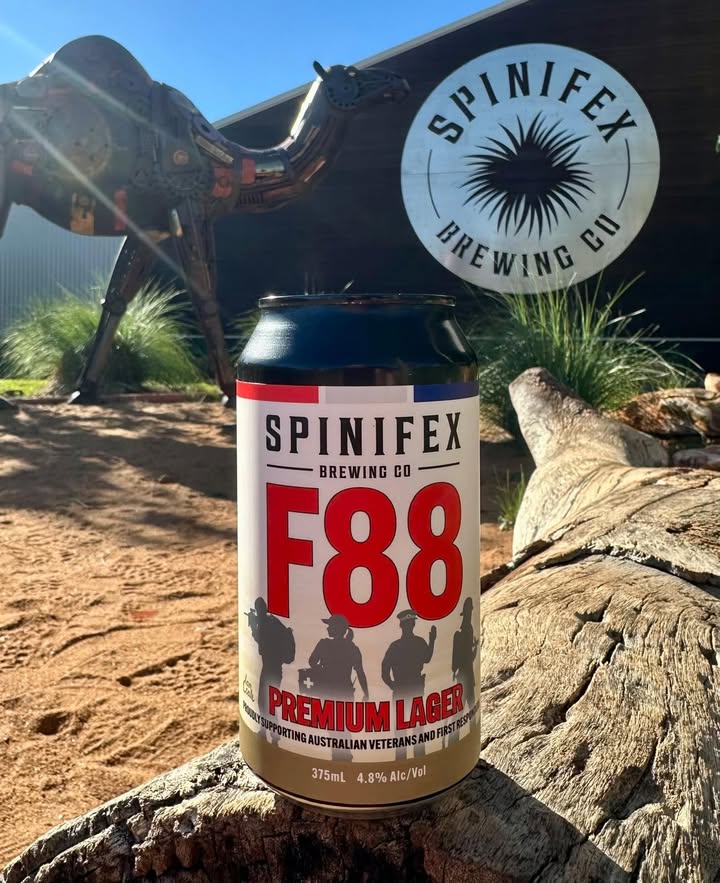 SPINIFEX
BREWING CO
SPINIFEX
BREWING CO
F88
PREMIUM LAGER
PROUDLY SUPPORTING AUSTRALIAN VETERANS AND FIRST
375mL 4.8% Alc/Vol